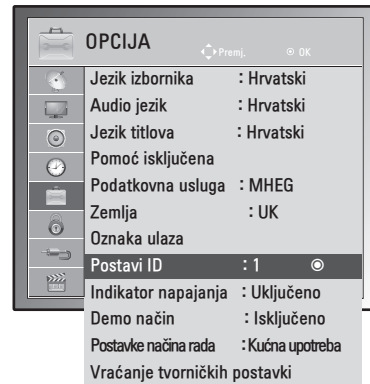 OPCIJA
Premj. OK
Jezik izbornika : Hrvatski
Audio jezik : Hrvatski
Jezik titlova : Hrvatski
Pomoć isključena
Podatkovna usluga : MHEG
Zemlja : UK
Oznaka ulaza
Postavi ID : 1
Indikator napajanja : Uključeno
Demo način : Isključeno
Postavke načina rada : Kućna upotreba
Vraćanje tvorničkih postavki